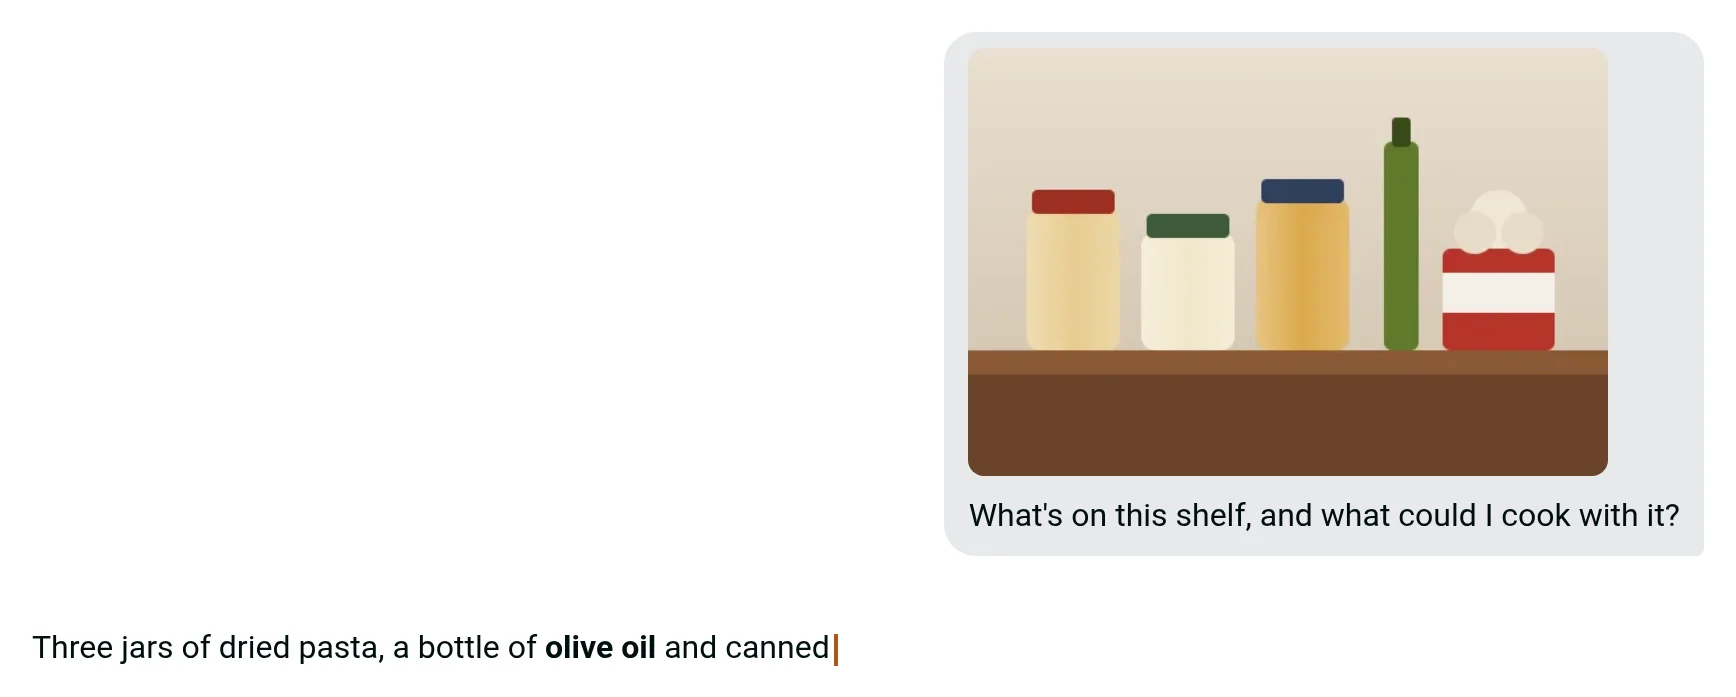 What's on this shelf, and what could I cook with it?
Three jars of dried pasta, a bottle of olive oil and canned